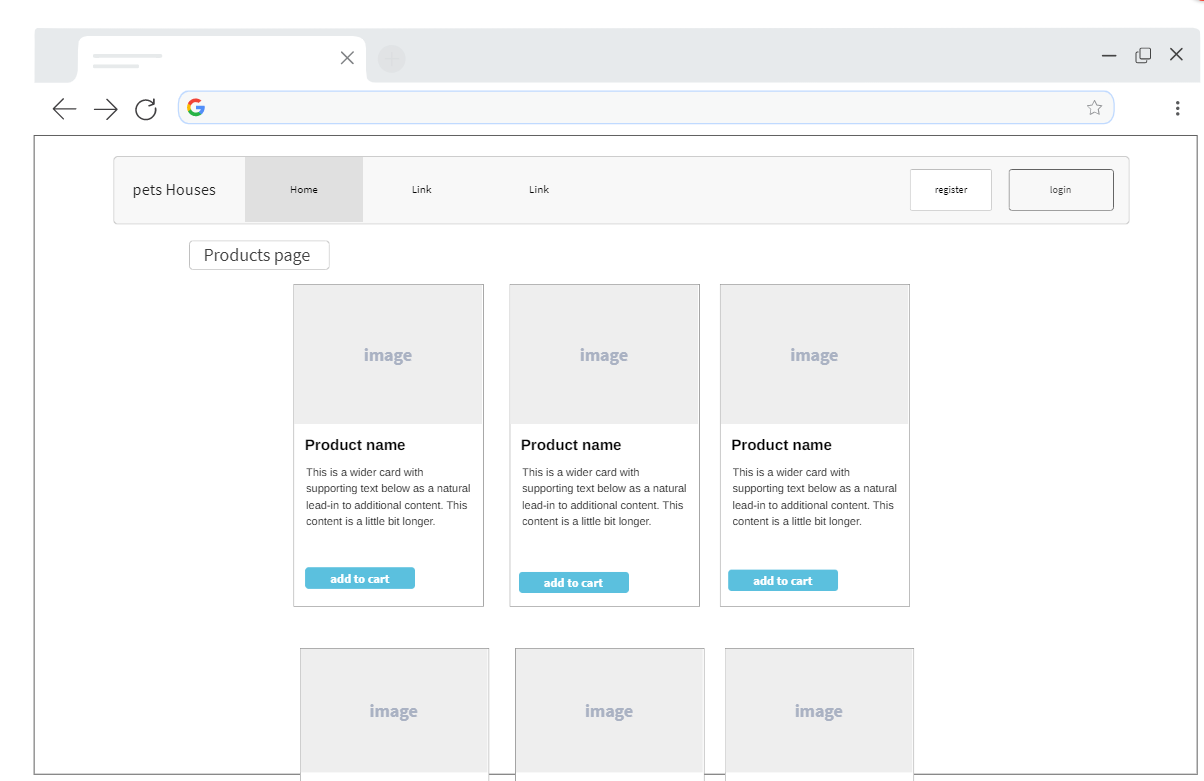 pets Houses
Home
Link
Link
register
login
Products page
image
image
image
Product name
Product name
Product name
This is a wider card with
supporting text below as a natural
lead-in to additional content. This
content is a little bit longer.
This is a wider card with
supporting text below as a natural
lead-in to additional content. This
content is a little bit longer.
This is a wider card with
supporting text below as a natural
lead-in to additional content. This
content is a little bit longer.
add to cart
add to cart
add to cart
image
image
image